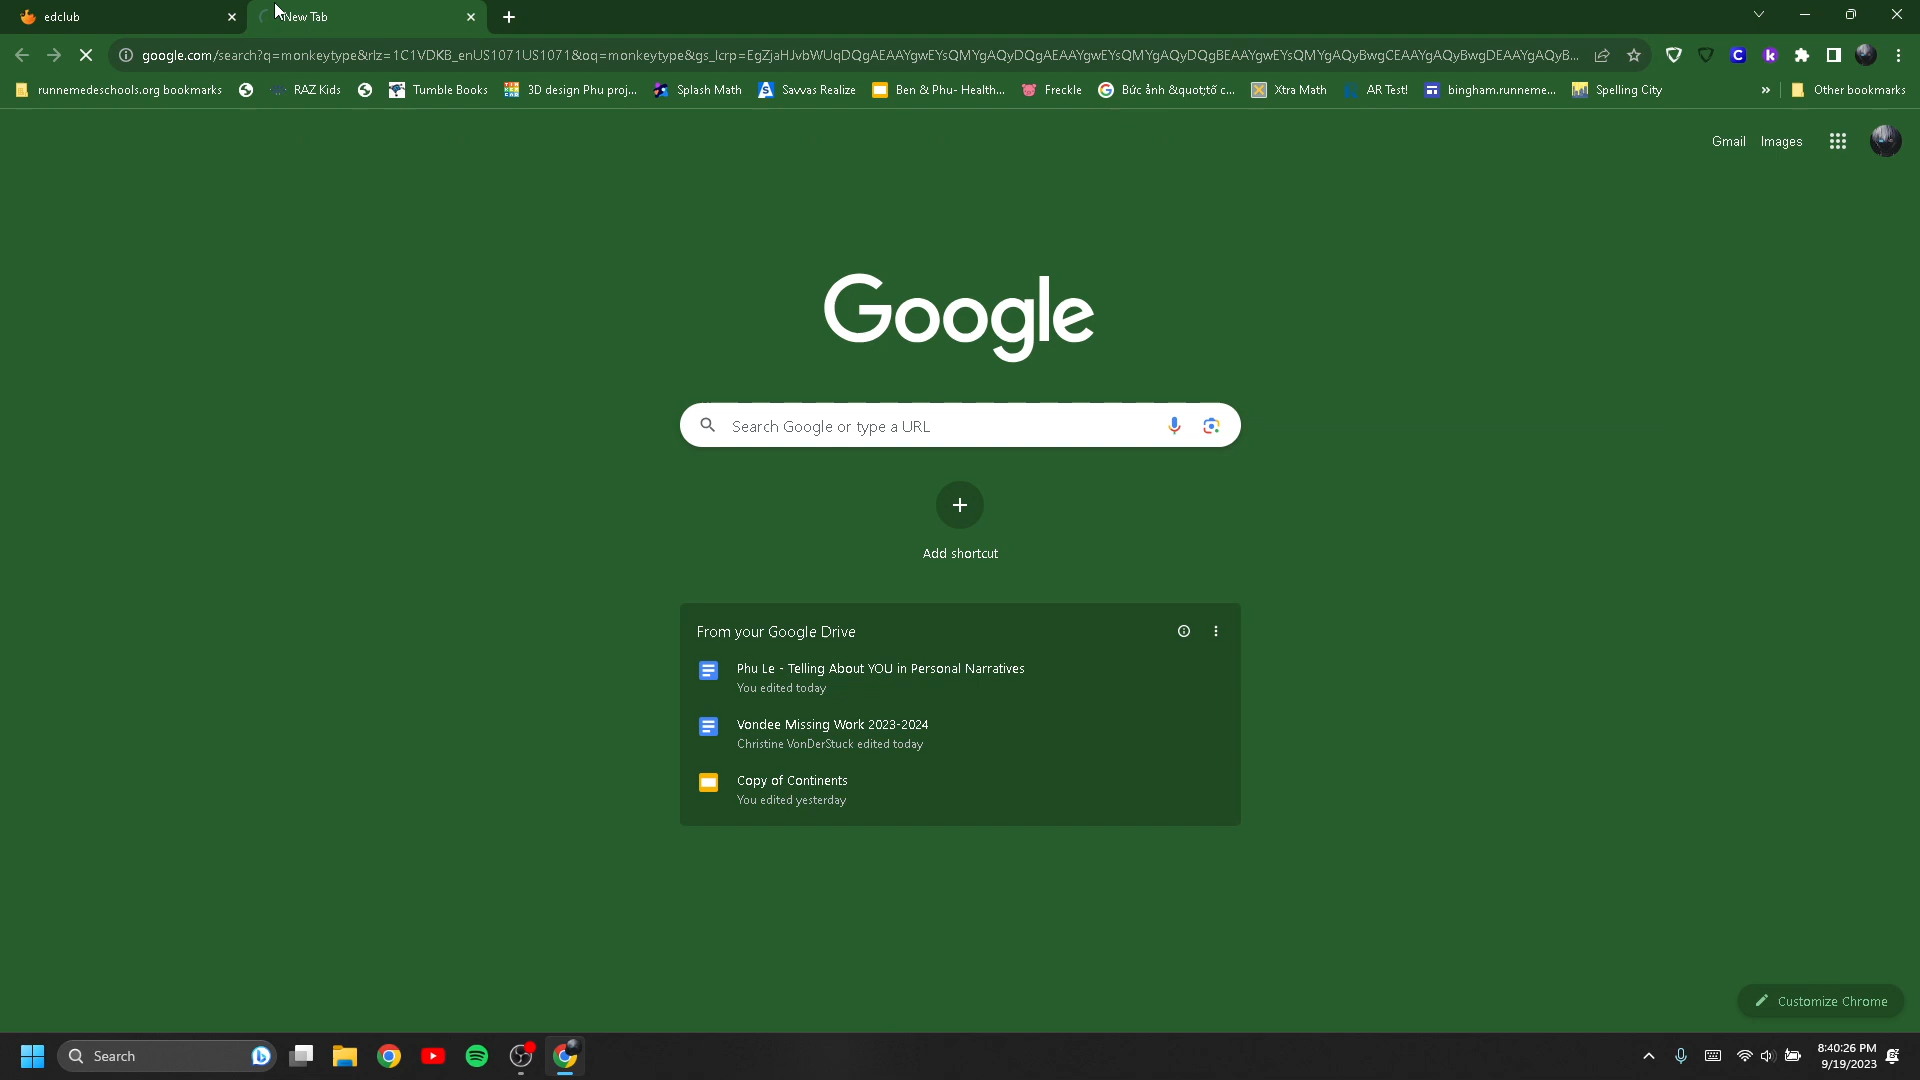 edclub
New Tab
google.com/search?q=monkeytype&rlz=1C1VDKB_enUS1071US1071&oq=monkeytype&gs_lcrp=EgZjaHJvbWUqDQgAEAAYgwEYsQMYgAQyDQgAEAAYgwEYsQMYgAQyDQgBEAAYgwEYsQMYgAQyBwgCEAAYgAQyBwgDEAAYgAQyB...
runnemedeschools.org bookmarks RAZ Kids Tumble Books 3D design Phu proj... Splash Math Savvas Realize Ben & Phu- Health... Freckle Bức ảnh &quot;tố c... Xtra Math AR Test! bingham.runneme... Spelling City » Other bookmarks
Gmail Images
Google
Search Google or type a URL
Add shortcut
From your Google Drive
Phu Le - Telling About YOU in Personal Narratives
You edited today
Vondee Missing Work 2023-2024
Christine VonDerStuck edited today
Copy of Continents
You edited yesterday
Customize Chrome
Search
8:40:26 PM
9/19/2023